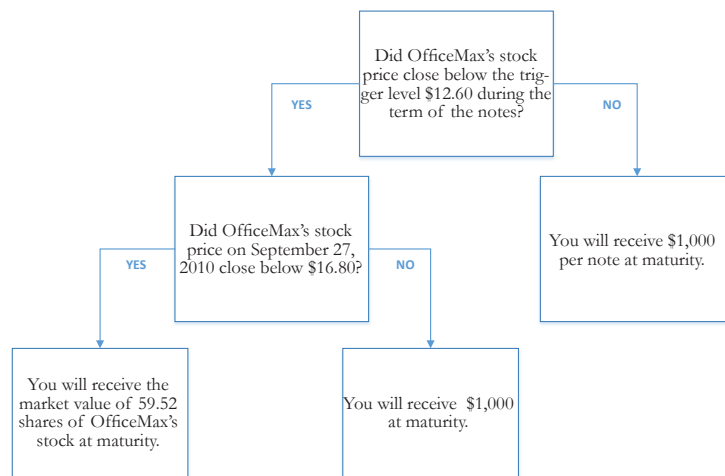 Did OfficeMax's stock
price close below the trig-
ger level $12.60 during the
term of the notes?
YES
NO
Did OfficeMax's stock
price on September 27,
2010 close below $16.80?
You will receive $1,000
per note at maturity.
YES
NO
You will receive the
market value of 59.52
shares of OfficeMax's
stock at maturity.
You will receive $1,000
at maturity.